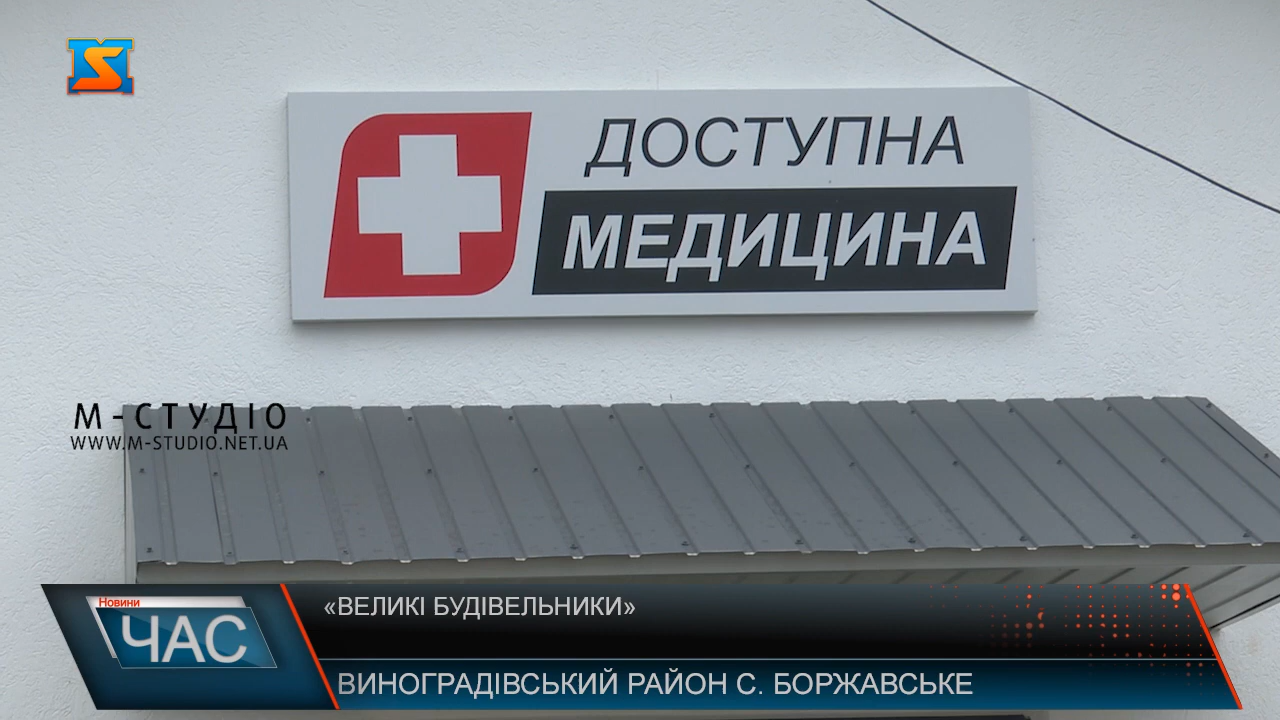 ДОСТУПНА
МЕДИЦИНА
М-СТУДІО
WWW.M-STUDIO.NET.UA
«ВЕЛИКІ БУДІВЕЛЬНИКИ»
Новини
ЧАС
ВИНОГРАДІВСЬКИЙ РАЙОН С. БОРЖАВСЬКЕ